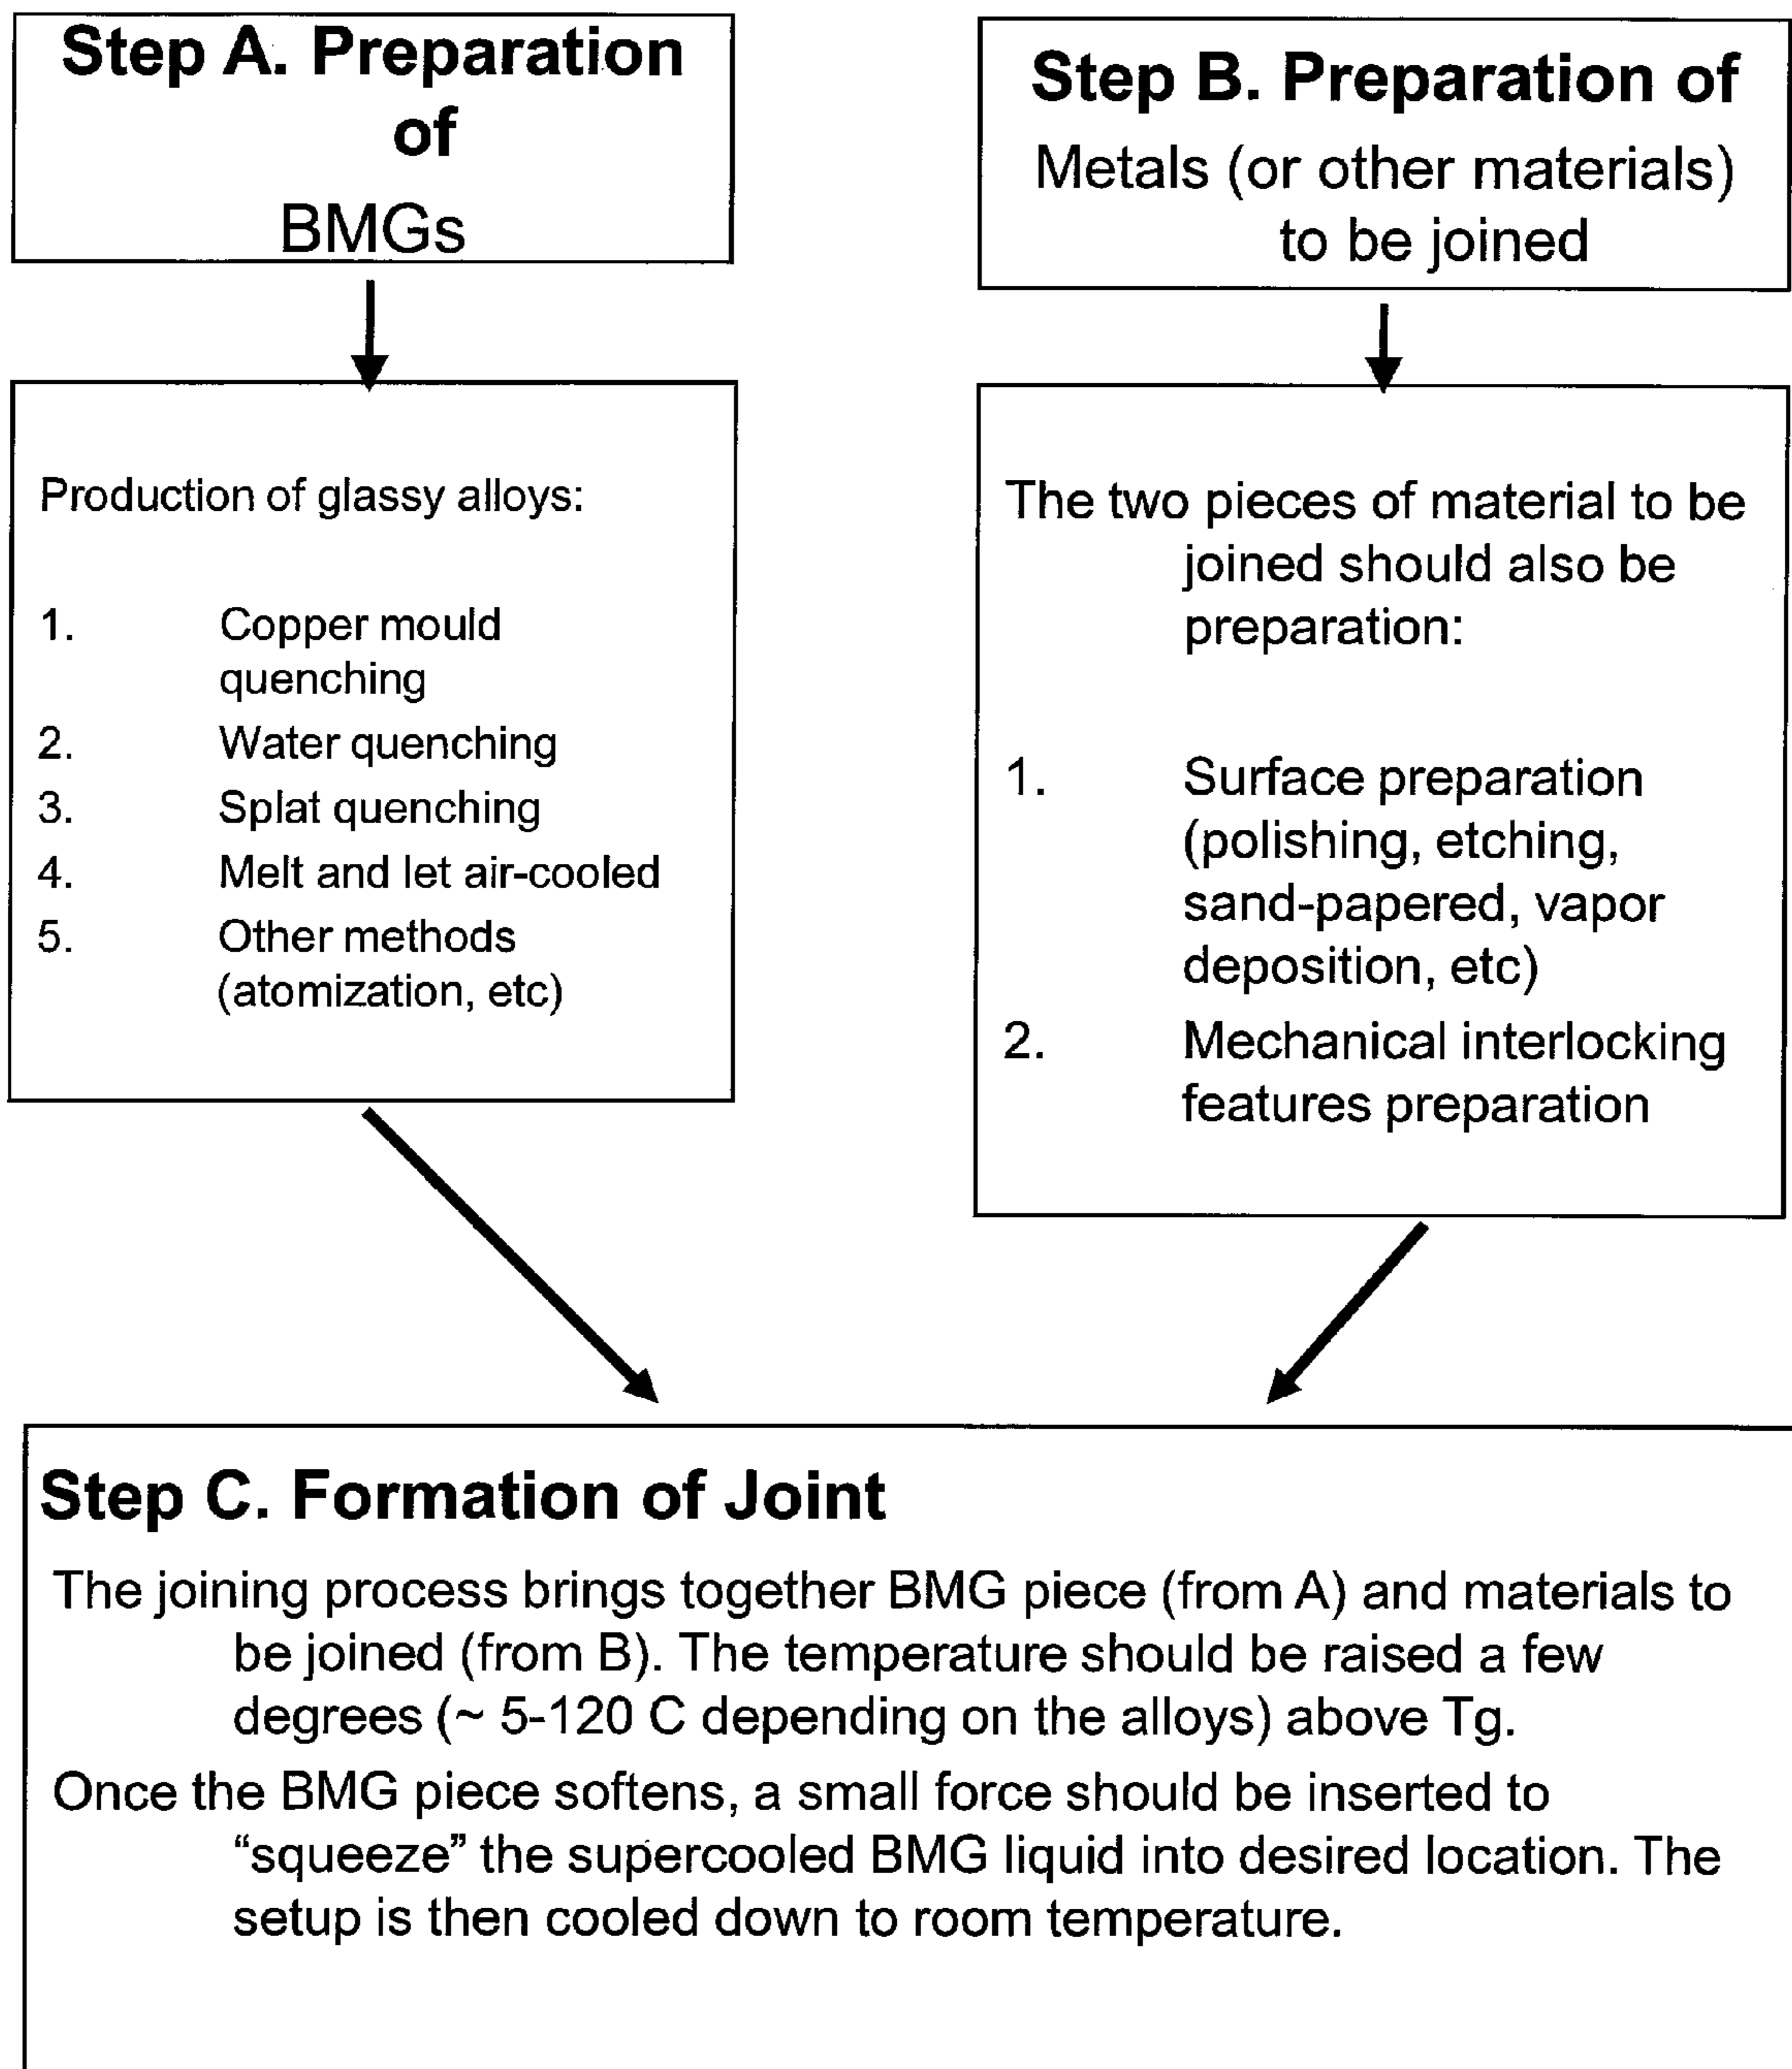 Step A. Preparation
of
BMGs
Step B. Preparation of
Metals (or other materials)
to be joined
Production of glassy alloys:
1. Copper mould
quenching
2. Water quenching
3. Splat quenching
4. Melt and let air-cooled
5. Other methods
(atomization, etc)
The two pieces of material to be
joined should also be
preparation:
1. Surface preparation
(polishing, etching,
sand-papered, vapor
deposition, etc)
2. Mechanical interlocking
features preparation
Step C. Formation of Joint
The joining process brings together BMG piece (from A) and materials to
be joined (from B). The temperature should be raised a few
degrees (~ 5-120 C depending on the alloys) above Tg.
Once the BMG piece softens, a small force should be inserted to
“squeeze” the supercooled BMG liquid into desired location. The
setup is then cooled down to room temperature.